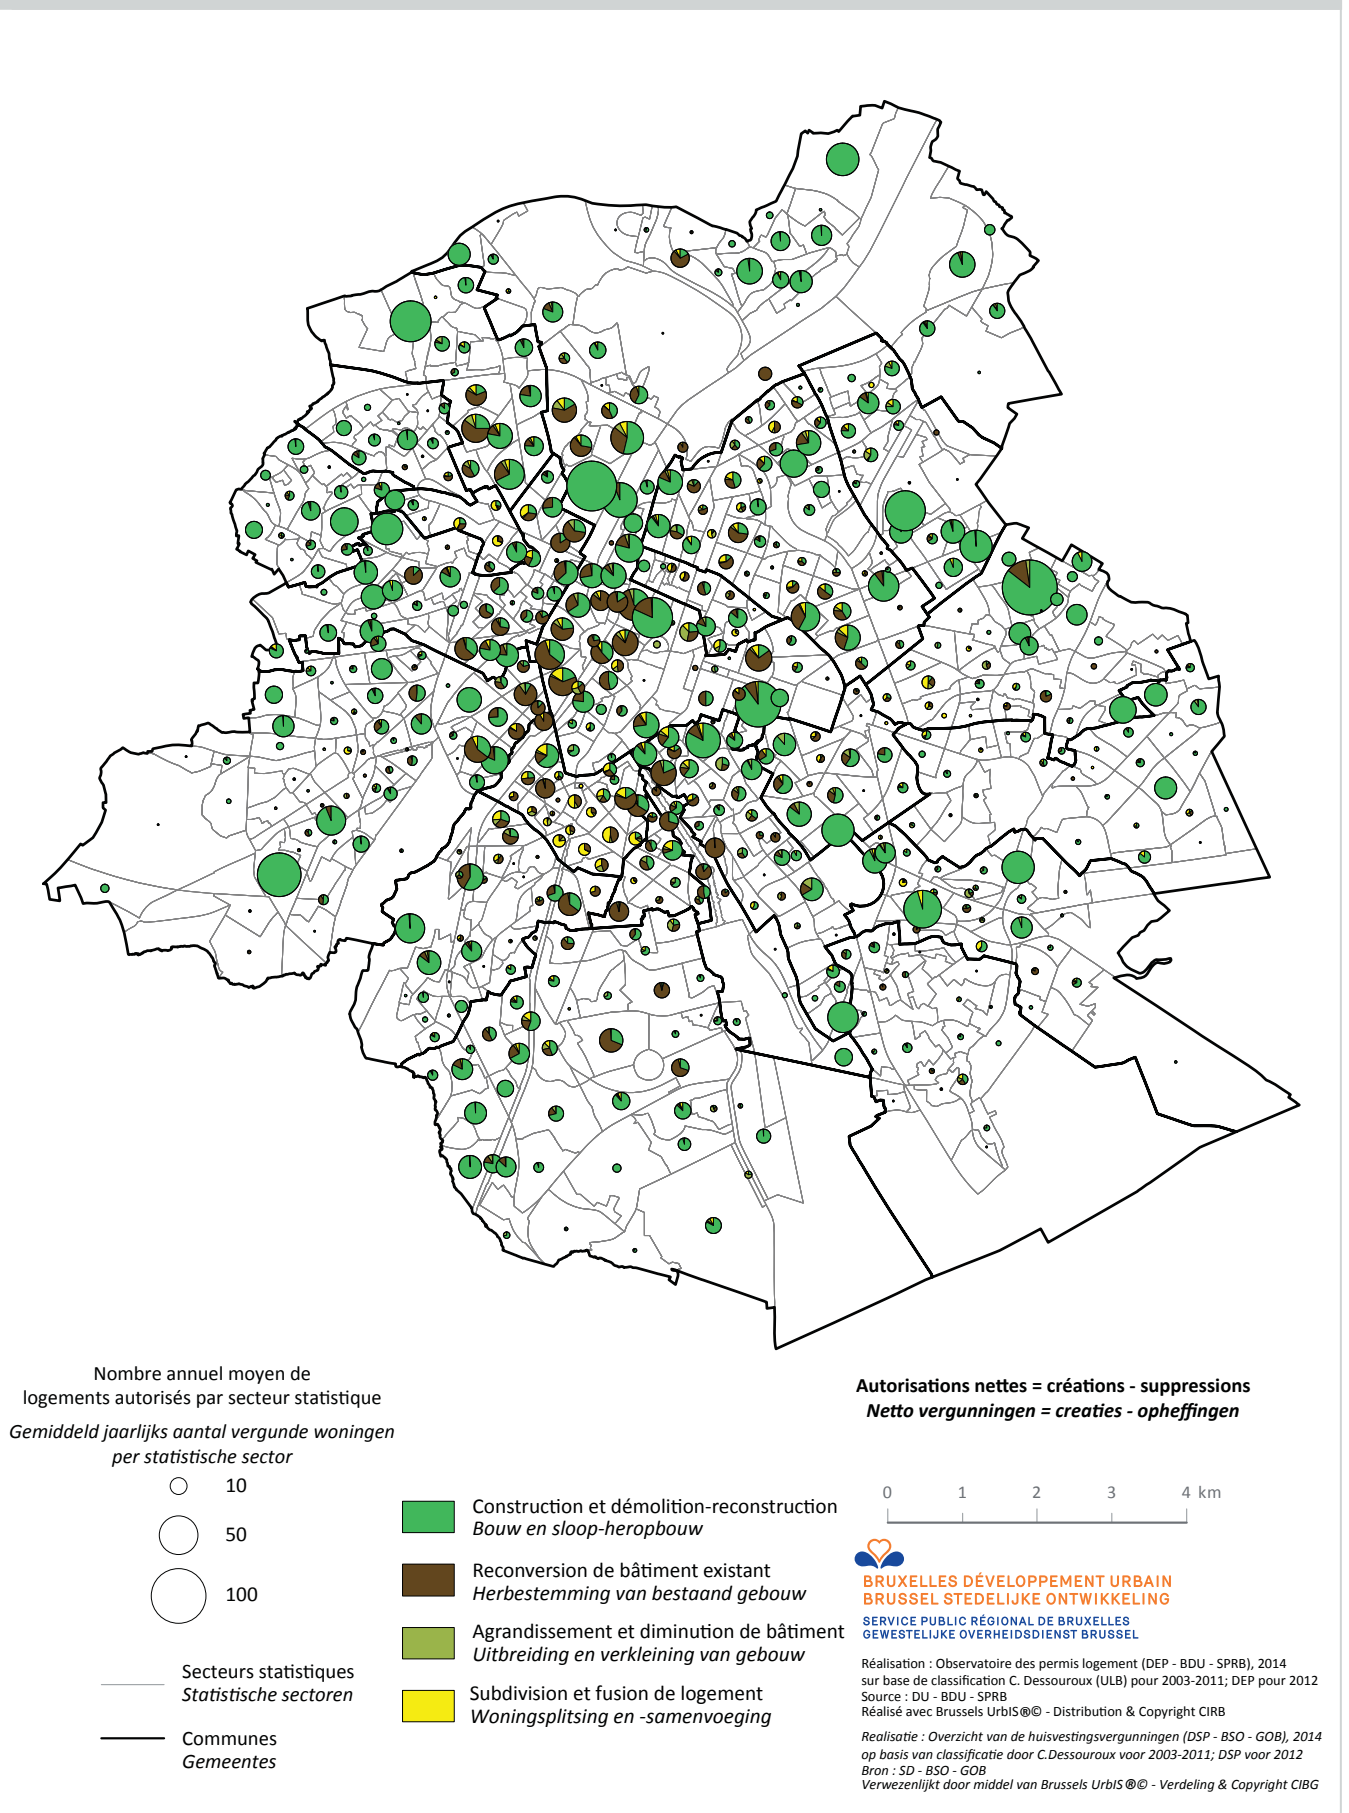 Nombre annuel moyen de
logements autorisés par secteur statistique
Gemiddeld jaarlijks aantal vergunde woningen
per statistische sector
10
50
100
Secteurs statistiques
Statistische sectoren
Communes
Gemeentes
Construction et démolition-reconstruction
Bouw en sloop-heropbouw
Reconversion de bâtiment existant
Herbestemming van bestaand gebouw
Agrandissement et diminution de bâtiment
Uitbreiding en verkleining van gebouw
Subdivision et fusion de logement
Woningsplitsing en -samenvoeging
Autorisations nettes = créations - suppressions
Netto vergunningen = creaties - opheffingen
0 1 2 3 4 km
BRUXELLES DÉVELOPPEMENT URBAIN
BRUSSEL STEDELIJKE ONTWIKKELING
SERVICE PUBLIC RÉGIONAL DE BRUXELLES
GEWESTELIJKE OVERHEIDSDIENST BRUSSEL
Réalisation : Observatoire des permis logement (DEP - BDU - SPRB), 2014
sur base de classification C. Dessouroux (ULB) pour 2003-2011; DEP pour 2012
Source : DU - BDU - SPRB
Réalisé avec Brussels UrbIS®© - Distribution & Copyright CIRB
Realisatie : Overzicht van de huisvestingsvergunningen (DSP - BSO - GOB), 2014
op basis van classificatie door C.Dessouroux voor 2003-2011; DSP voor 2012
Bron : SD - BSO - GOB
Verwezenlijkt door middel van Brussels UrbIS®© - Verdeling & Copyright CIBG